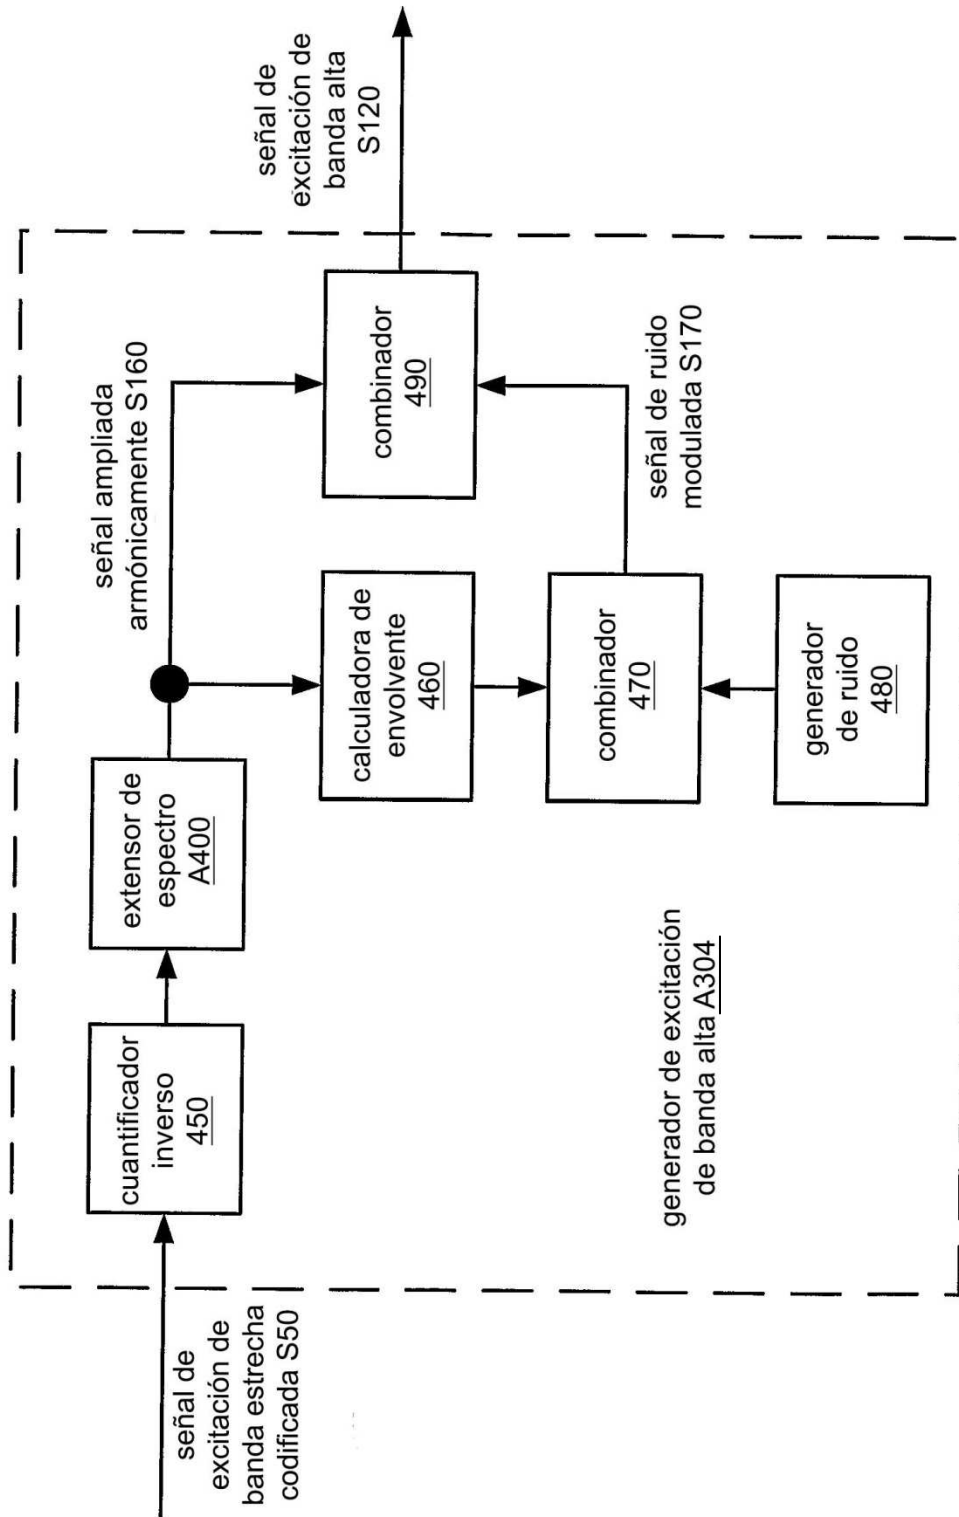 señal de
excitación de
banda estrecha
codificada S50
cuantificador
inverso
450
extensor de
espectro
A400
señal ampliada
armónicamente S160
calculadora de
envolvente
460
combinador
470
generador
de ruido
480
señal de ruido
modulada S170
combinador
490
señal de
excitación de
banda alta
S120
generador de excitación
de banda alta A304